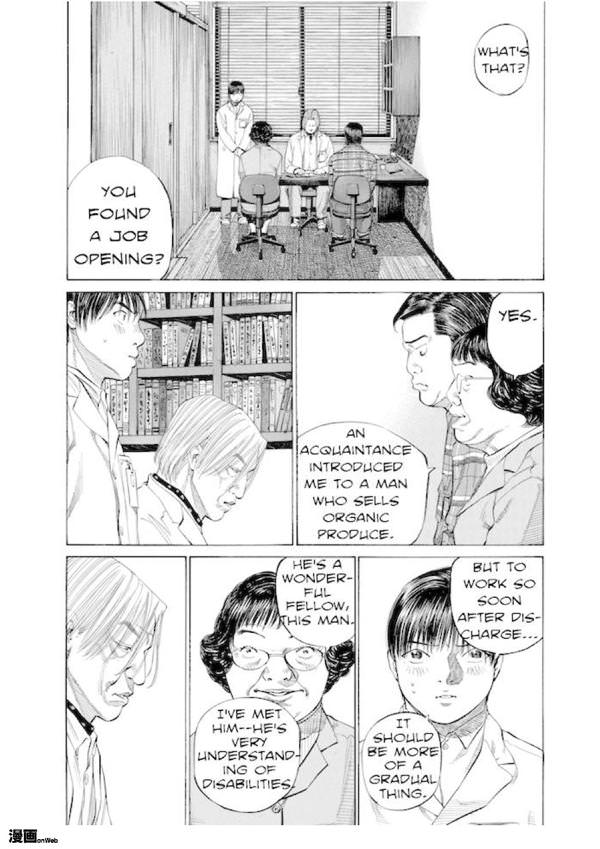 WHAT'S
THAT?
YOU
FOUND
A JOB
OPENING?
YES.
AN
ACQUAINTANCE
INTRODUCED
ME TO A MAN
WHO SELLS
ORGANIC
PRODUCE.
BUT TO
WORK SO
SOON
AFTER DIS-
CHARGE...
IT
SHOULD
BE MORE
OF A
GRADUAL
THING.
HE'S A
WONDER-
FUL
FELLOW,
THIS MAN.
I'VE MET
HIM--HE'S
VERY
UNDERSTAND-
ING OF
DISABILITIES.
漫画onWeb